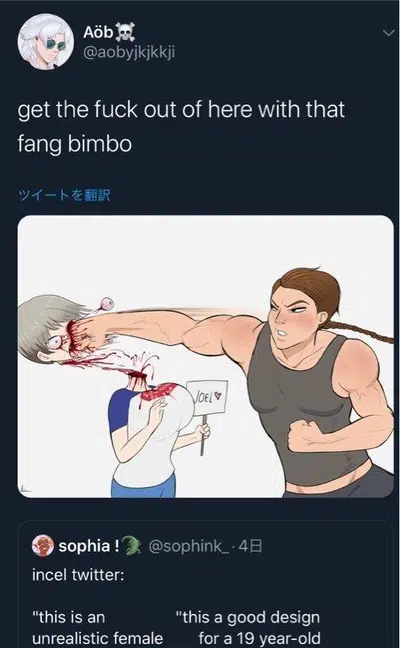 Aöb☠️
@aobyjkjkkji
get the fuck out of here with that
fang bimbo
ツイートを翻訳
JOEL♥
sophia !🐉 @sophink_ · 4日
incel twitter:
"this is an "this a good design
unrealistic female for a 19 year-old